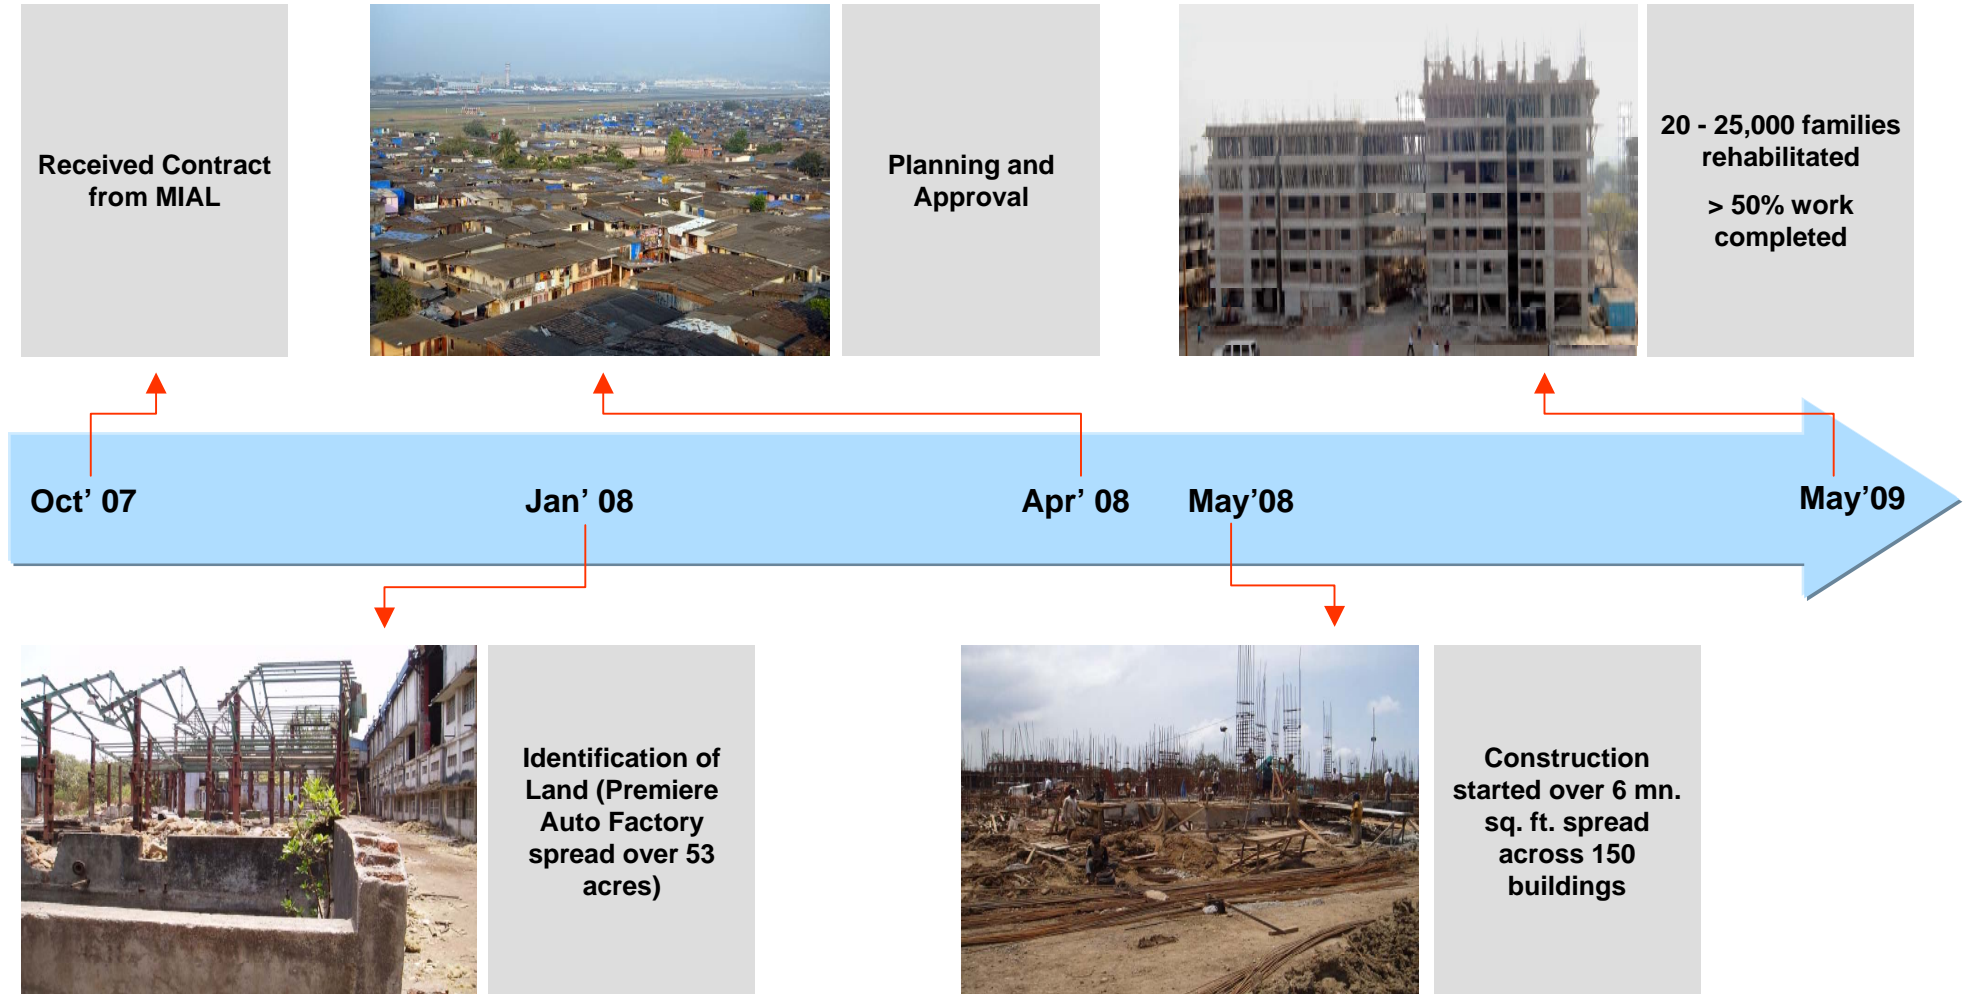 Received Contract
from MIAL
Planning and
Approval
20 - 25,000 families
rehabilitated
> 50% work
completed
Oct’ 07
Jan’ 08
Apr’ 08
May’08
May’09
Identification of
Land (Premiere
Auto Factory
spread over 53
acres)
Construction
started over 6 mn.
sq. ft. spread
across 150
buildings